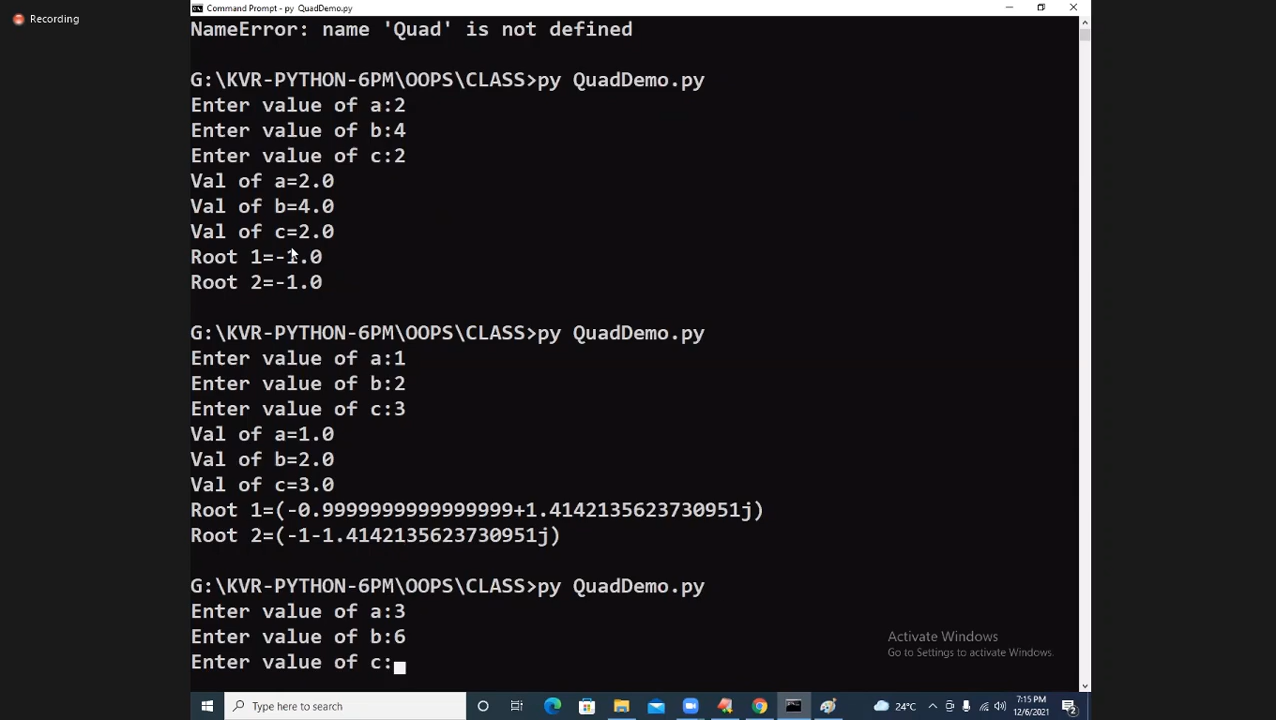 Recording
Command Prompt - py QuadDemo.py
NameError: name 'Quad' is not defined
G:\KVR-PYTHON-6PM\OOPS\CLASS>py QuadDemo.py
Enter value of a:2
Enter value of b:4
Enter value of c:2
Val of a=2.0
Val of b=4.0
Val of c=2.0
Root 1=-1.0
Root 2=-1.0
G:\KVR-PYTHON-6PM\OOPS\CLASS>py QuadDemo.py
Enter value of a:1
Enter value of b:2
Enter value of c:3
Val of a=1.0
Val of b=2.0
Val of c=3.0
Root 1=(-0.9999999999999999+1.4142135623730951j)
Root 2=(-1-1.4142135623730951j)
G:\KVR-PYTHON-6PM\OOPS\CLASS>py QuadDemo.py
Enter value of a:3
Enter value of b:6
Enter value of c:
Activate Windows
Go to Settings to activate Windows.
Type here to search
24°C
7:15 PM
12/6/2021
2